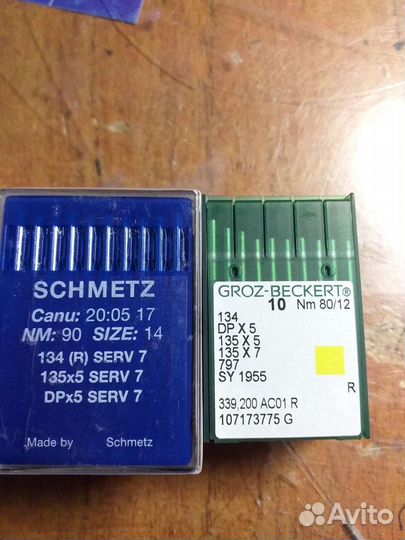 SCHMETZ
Canu: 20:05 17
NM: 90 SIZE: 14
134 (R) SERV 7
135x5 SERV 7
DPx5 SERV 7
Made by Schmetz
GROZ-BECKERT®
10 Nm 80/12
134
DP X 5
135 X 5
135 X 7
797
SY 1955
R
339,200 AC01 R
107173775 G
Avito